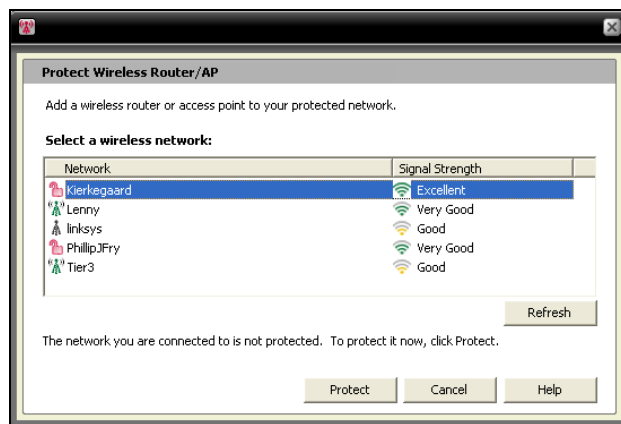 Protect Wireless Router/AP
Add a wireless router or access point to your protected network.
Select a wireless network:
Network Signal Strength
Kierkegaard Excellent
Lenny Very Good
linksys Good
PhillipJFry Very Good
Tier3 Good
Refresh
The network you are connected to is not protected. To protect it now, click Protect.
Protect Cancel Help